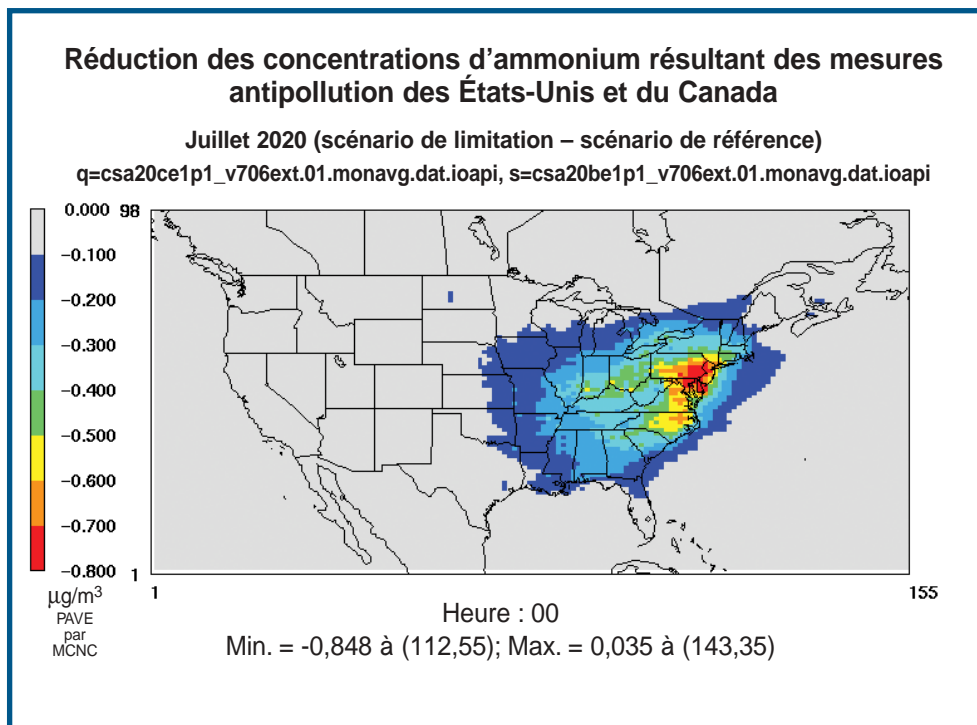 Réduction des concentrations d’ammonium résultant des mesures
antipollution des États-Unis et du Canada
Juillet 2020 (scénario de limitation – scénario de référence)
q=csa20ce1p1_v706ext.01.monavg.dat.ioapi, s=csa20be1p1_v706ext.01.monavg.dat.ioapi
0.000
−0.100
−0.200
−0.300
−0.400
−0.500
−0.600
−0.700
−0.800
µg/m³
PAVE
par
MCNC
98
1
1
155
Heure : 00
Min. = -0,848 à (112,55); Max. = 0,035 à (143,35)